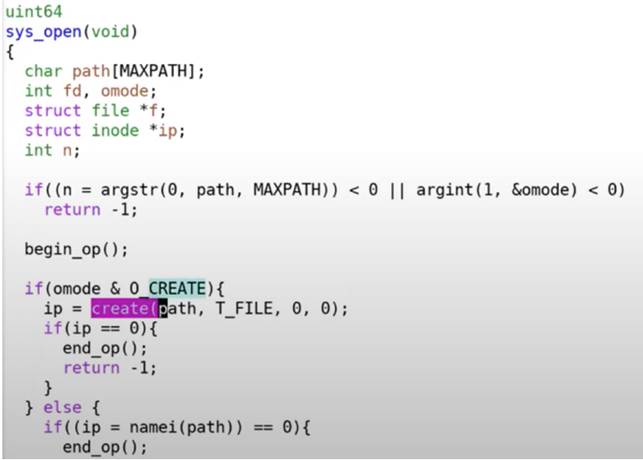 uint64
sys_open(void)
{
  char path[MAXPATH];
  int fd, omode;
  struct file *f;
  struct inode *ip;
  int n;

  if((n = argstr(0, path, MAXPATH)) < 0 || argint(1, &omode) < 0)
    return -1;

  begin_op();

  if(omode & O_CREATE){
    ip = create(path, T_FILE, 0, 0);
    if(ip == 0){
      end_op();
      return -1;
    }
  } else {
    if((ip = namei(path)) == 0){
      end_op();